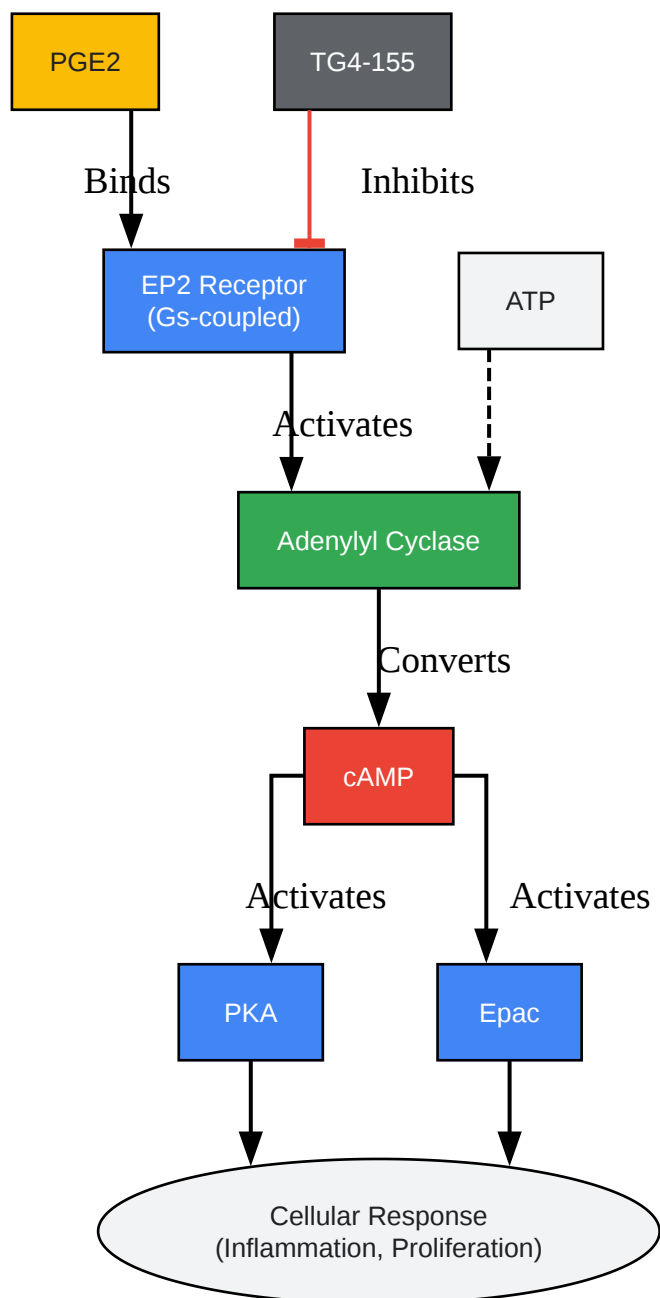 PGE2
TG4-155
Binds
Inhibits
EP2 Receptor
(Gs-coupled)
ATP
Activates
Adenylyl Cyclase
Converts
cAMP
Activates
Activates
PKA
Epac
Cellular Response
(Inflammation, Proliferation)